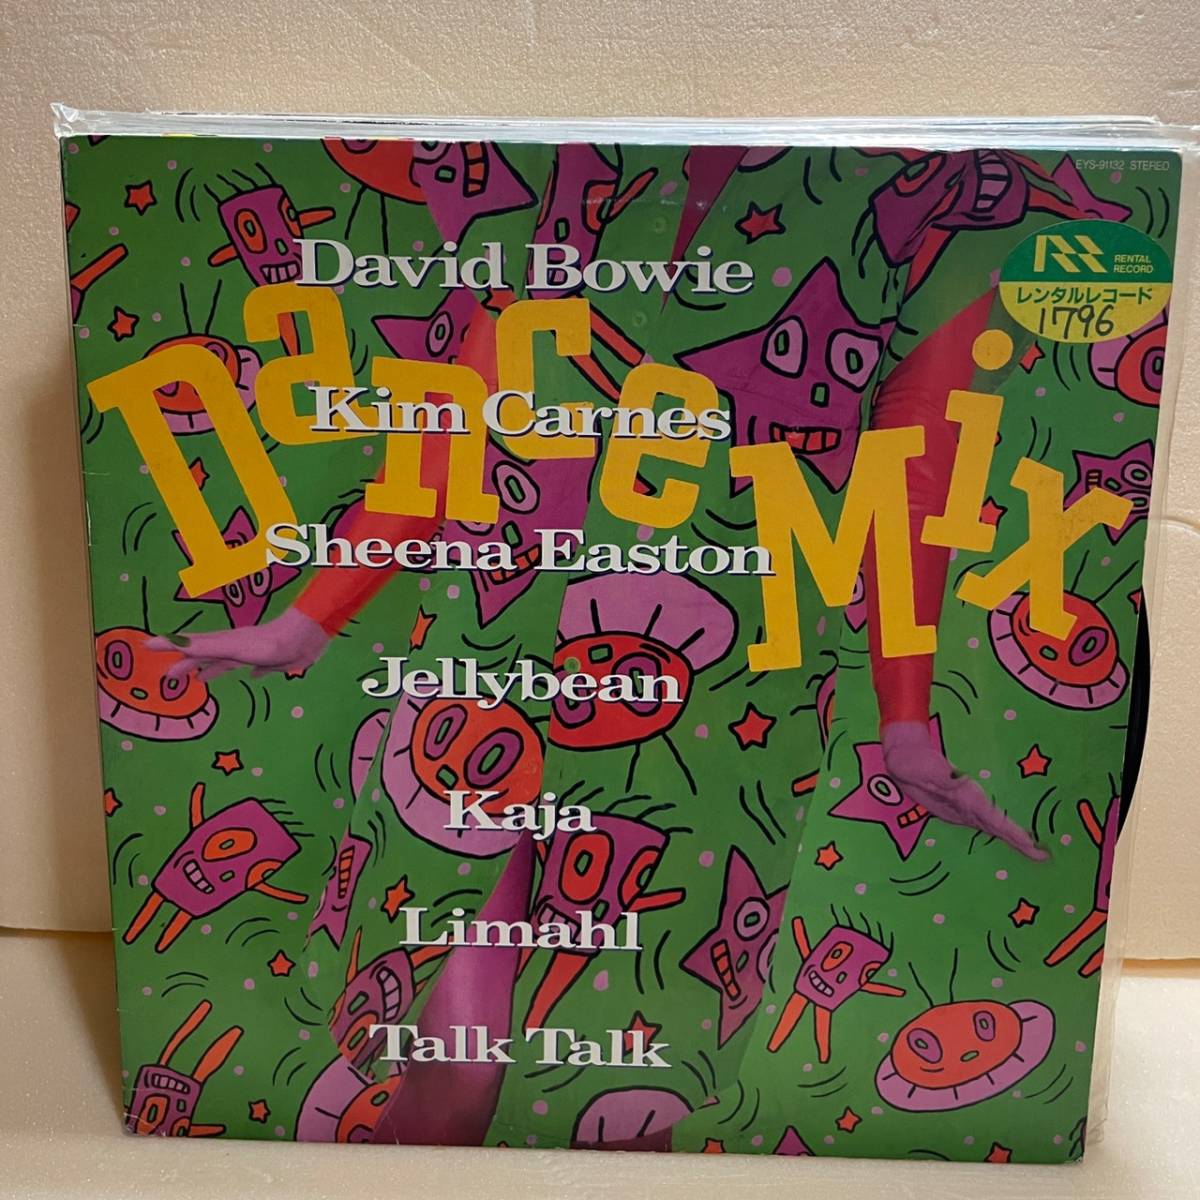 EYS-91132 STEREO
RENTAL
RECORD
レンタルレコード
1796
David Bowie
Dance Mix
Kim Carnes
Sheena Easton
Jellybean
Kaja
Limahl
Talk Talk